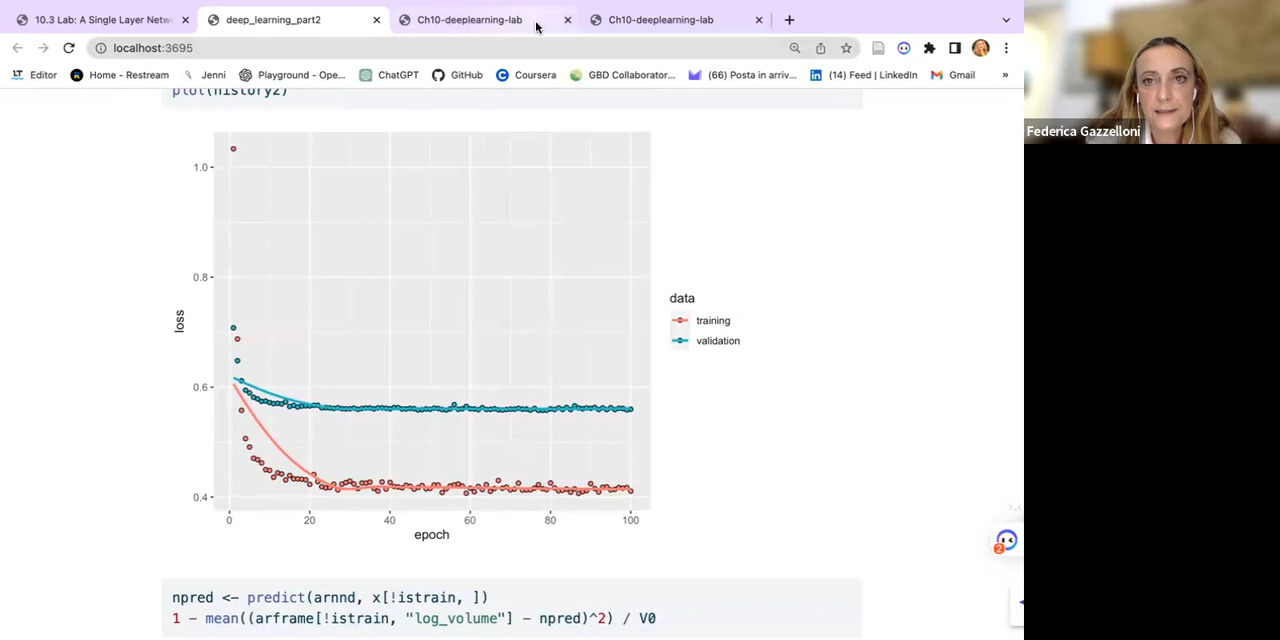 10.3 Lab: A Single Layer Netw
deep_learning_part2
Ch10-deeplearning-lab
Ch10-deeplearning-lab
localhost:3695
Editor
Home - Restream
Jenni
Playground - Ope...
ChatGPT
GitHub
Coursera
GBD Collaborator...
(66) Posta in arriv...
(14) Feed | LinkedIn
Gmail
»
plot(history2)
Federica Gazzelloni
1.0
0.8
0.6
0.4
loss
0 20 40 60 80 100
epoch
data
training
validation
2
npred <- predict(arnnd, x[!istrain, ])
1 - mean((arframe[!istrain, "log_volume"] - npred)^2) / V0